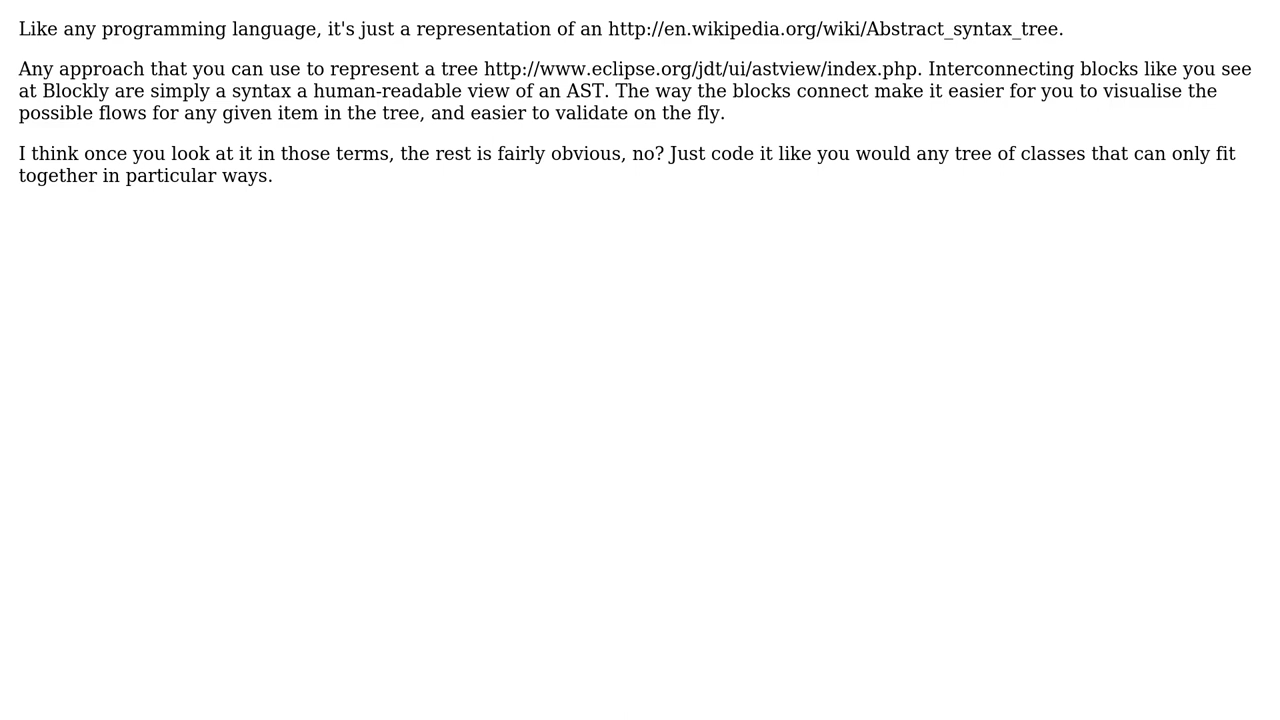 Like any programming language, it's just a representation of an http://en.wikipedia.org/wiki/Abstract_syntax_tree.
Any approach that you can use to represent a tree http://www.eclipse.org/jdt/ui/astview/index.php. Interconnecting blocks like you see
at Blockly are simply a syntax a human-readable view of an AST. The way the blocks connect make it easier for you to visualise the
possible flows for any given item in the tree, and easier to validate on the fly.
I think once you look at it in those terms, the rest is fairly obvious, no? Just code it like you would any tree of classes that can only fit
together in particular ways.